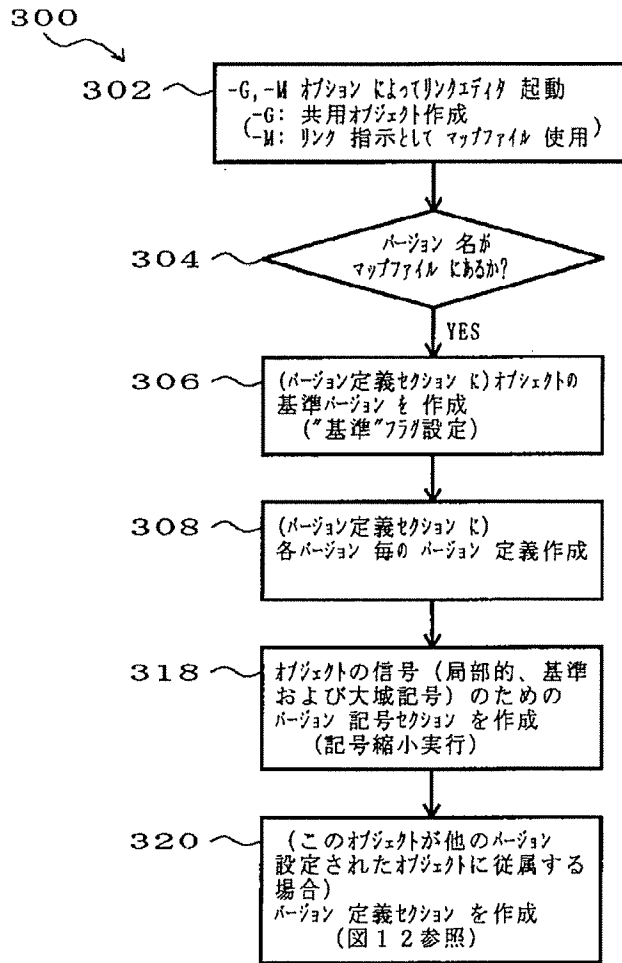 300
302
-G,-M オプション によってリンクエディタ 起動
-G: 共用オブジェクト作成
(-M: リンク 指示として マップファイル 使用)
304
バージョン 名が
マップファイル にあるか?
YES
306
(バージョン定義セクション に)オブジェクトの
基準バージョン を 作成
("基準"フラグ設定)
308
(バージョン定義セクション に)
各バージョン 毎の バージョン 定義作成
318
オブジェクトの信号 (局部的、基準
および大域記号) のための
バージョン 記号セクション を作成
(記号縮小実行)
320
(このオブジェクトが他のバージョン
設定されたオブジェクトに従属する
場合)
バージョン 定義セクション を作成
(図12参照)